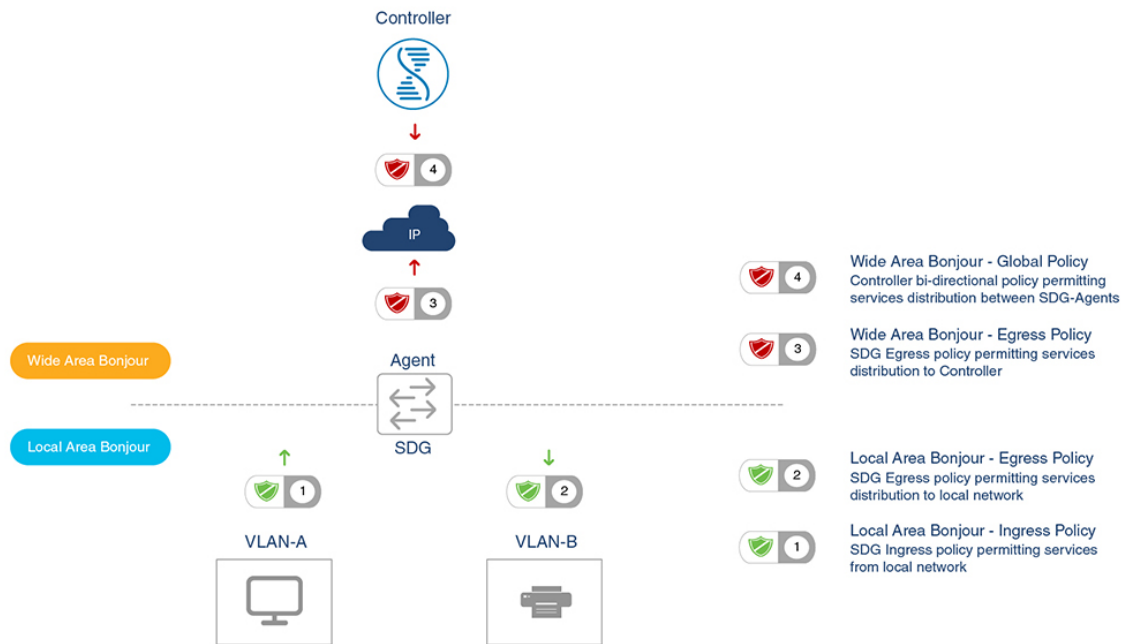 Controller
4
IP
3
Wide Area Bonjour
Agent
SDG
Local Area Bonjour
1
2
VLAN-A
VLAN-B
4
Wide Area Bonjour - Global Policy
Controller bi-directional policy permitting
services distribution between SDG-Agents
3
Wide Area Bonjour - Egress Policy
SDG Egress policy permitting services
distribution to Controller
2
Local Area Bonjour - Egress Policy
SDG Egress policy permitting services
distribution to local network
1
Local Area Bonjour - Ingress Policy
SDG Ingress policy permitting services
from local network